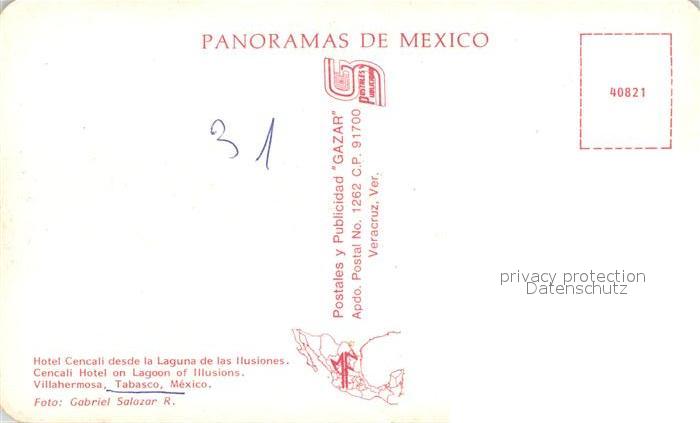 PANORAMAS DE MEXICO
40821
31
POSTALES Y
PUBLICIDAD
Postales y Publicidad "GAZAR"
Apdo. Postal No. 1262 C.P. 91700
Veracruz, Ver.
privacy protection
Datenschutz
Hotel Cencali desde la Laguna de las Ilusiones.
Cencali Hotel on Lagoon of Illusions.
Villahermosa, Tabasco, México.
Foto: Gabriel Salazar R.